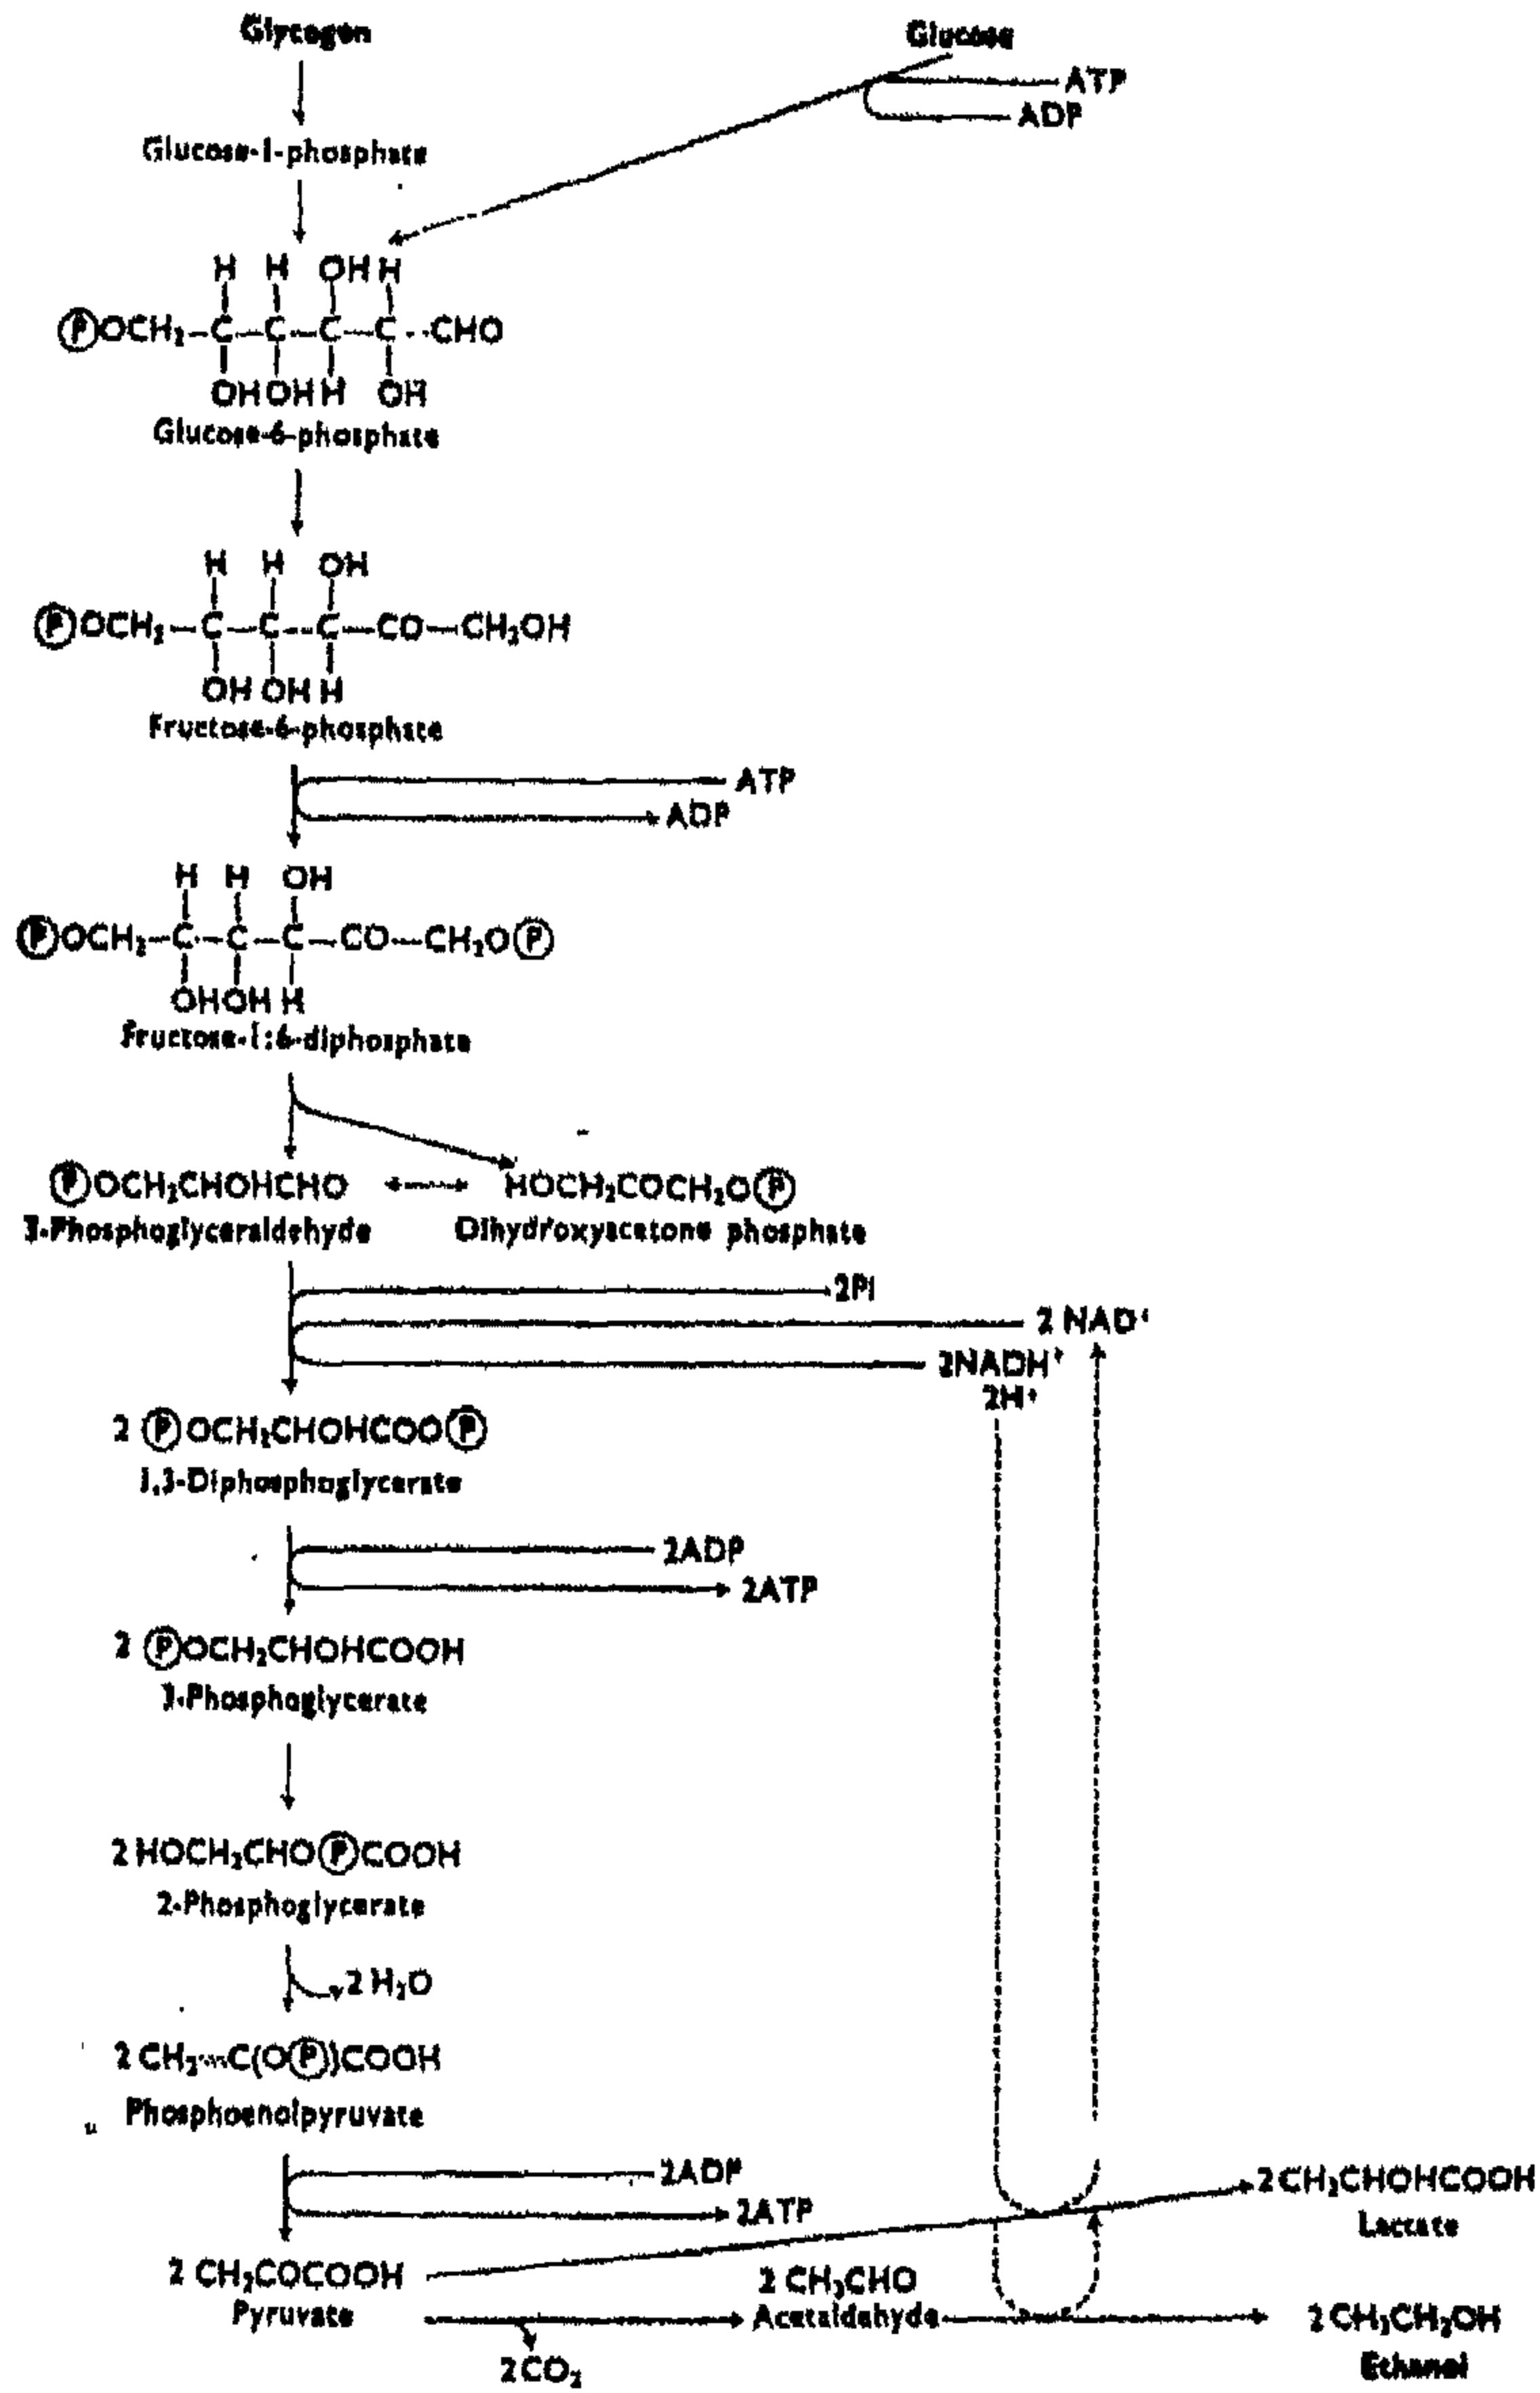 Glycogen
Glucose
ATP
ADP
Glucose-1-phosphate
H H OH H
ⓅOCH₂–C–C–C–C–CHO
OH OH H OH
Glucose-6-phosphate
H H OH
ⓅOCH₂–C–C–C–CO–CH₂OH
OH OH H
Fructose-6-phosphate
ATP
ADP
H H OH
ⓅOCH₂–C–C–C–CO–CH₂OⓅ
OH OH H
Fructose-1:6-diphosphate
ⓅOCH₂CHOHCHO HOCH₂COCH₂OⓅ
3-Phosphoglyceraldehyde Dihydroxyacetone phosphate
2Pi
2 NAD⁺
2NADH⁺
2H⁺
2 ⓅOCH₂CHOHCOOⓅ
1,3-Diphosphoglycerate
2ADP
2ATP
2 ⓅOCH₂CHOHCOOH
3-Phosphoglycerate
2 HOCH₂CHOⓅCOOH
2-Phosphoglycerate
2 H₂O
2 CH₂=C(OⓅ)COOH
Phosphoenolpyruvate
2ADP
2ATP
2CH₃CHOHCOOH
Lactate
2 CH₃COCOOH
Pyruvate
2 CH₃CHO
Acetaldehyde
2CO₂
2 CH₃CH₂OH
Ethanol